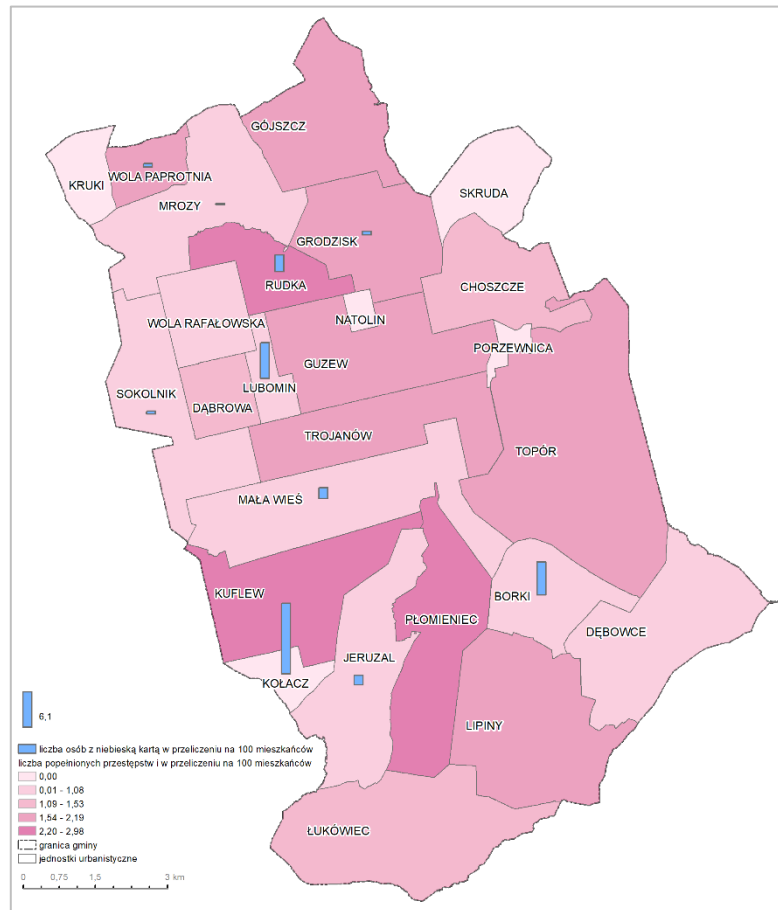 GÓJSZCZ
WOLA PAPROTNIA
KRUKI
SKRUDA
MROZY
GRODZISK
RUDKA
CHOSZCZE
NATOLIN
WOLA RAFAŁOWSKA
PORZEWNICA
GUZEW
LUBOMIN
SOKOLNIK
DĄBROWA
TROJANÓW
TOPÓR
MAŁA WIEŚ
KUFLEW
BORKI
PŁOMIENIEC
DĘBOWCE
JERUZAL
KOŁACZ
LIPINY
ŁUKÓWIEC
6,1
liczba osób z niebieską kartą w przeliczeniu na 100 mieszkańców
liczba popełnionych przestępstw i w przeliczeniu na 100 mieszkańców
0,00
0,01 - 1,08
1,09 - 1,53
1,54 - 2,19
2,20 - 2,98
granica gminy
jednostki urbanistyczne
0 0,75 1,5 3 km